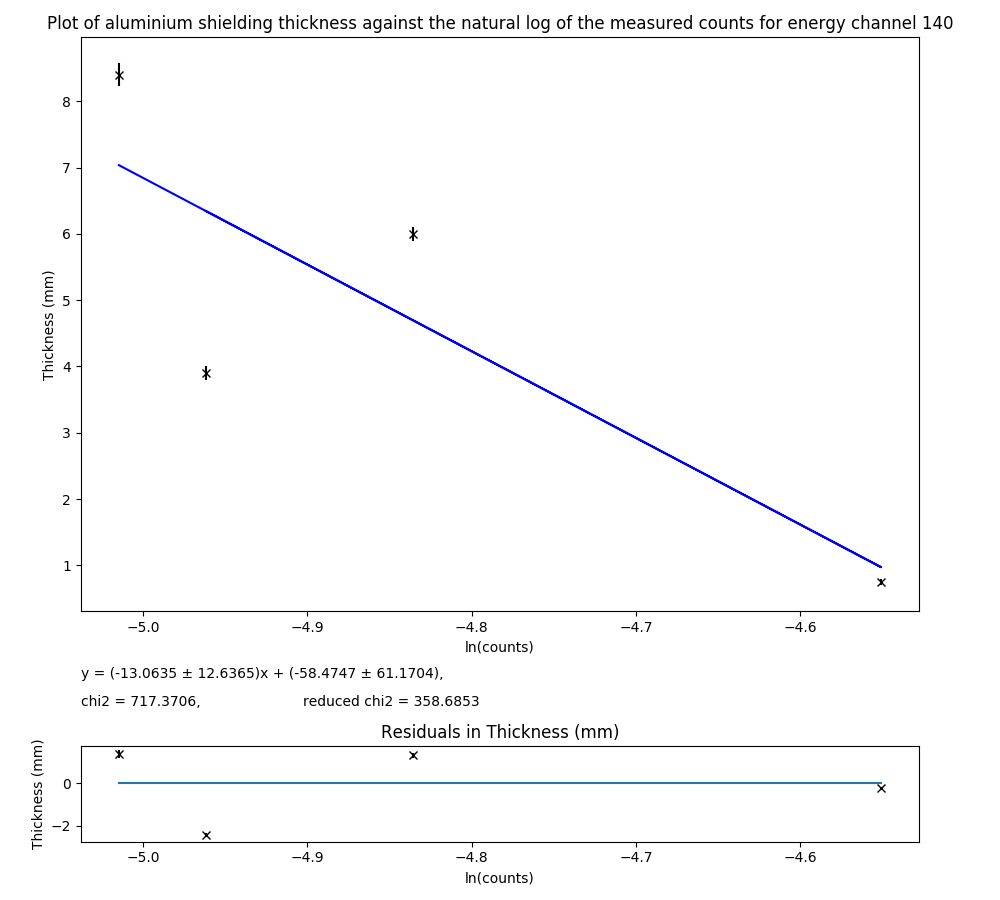 Plot of aluminium shielding thickness against the natural log of the measured counts for energy channel 140
8
7
6
5
4
3
2
1
Thickness (mm)
−5.0 −4.9 −4.8 −4.7 −4.6
ln(counts)
y = (-13.0635 ± 12.6365)x + (-58.4747 ± 61.1704),
chi2 = 717.3706, reduced chi2 = 358.6853
Residuals in Thickness (mm)
0
−2
Thickness (mm)
−5.0 −4.9 −4.8 −4.7 −4.6
ln(counts)